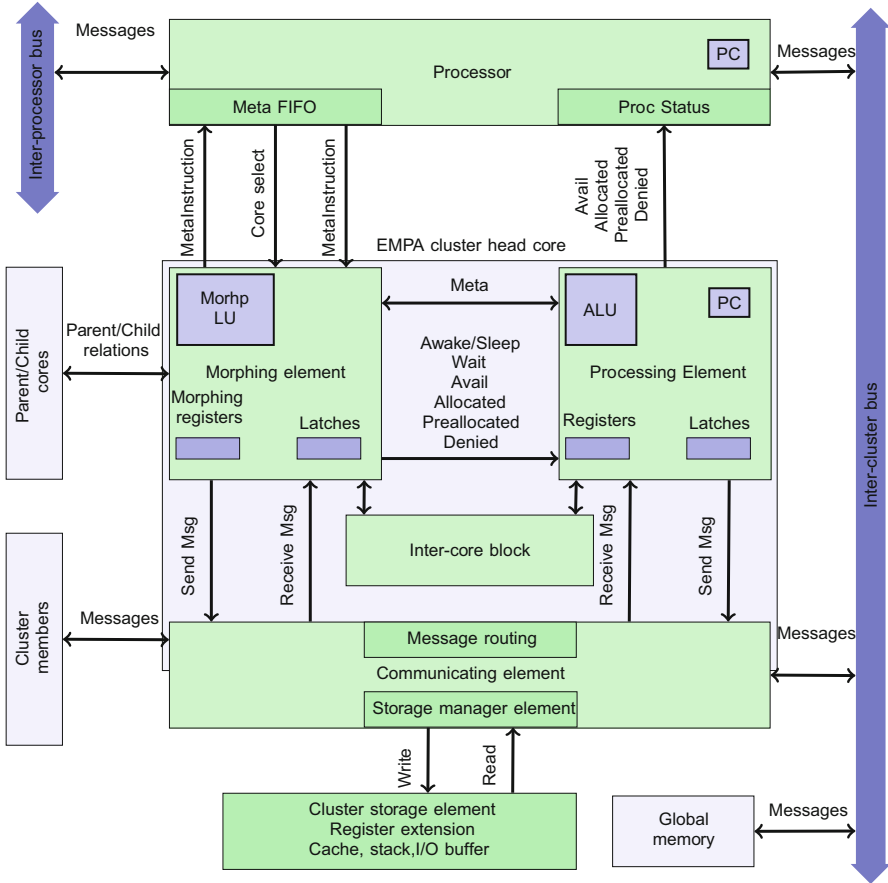 Messages
Inter-processor bus
Processor
PC
Messages
Meta FIFO
Proc Status
MetaInstruction
Core select
MetaInstruction
Avail
Allocated
Preallocated
Denied
EMPA cluster head core
Parent/Child
cores
Parent/Child
relations
Morhp
LU
Meta
ALU
PC
Morphing element
Awake/Sleep
Wait
Avail
Allocated
Preallocated
Denied
Processing Element
Morphing
registers
Latches
Registers
Latches
Inter-cluster bus
Send Msg
Receive Msg
Inter-core block
Receive Msg
Send Msg
Cluster
members
Messages
Message routing
Messages
Communicating element
Storage manager element
Write
Read
Cluster storage element
Register extension
Cache, stack,I/O buffer
Global
memory
Messages